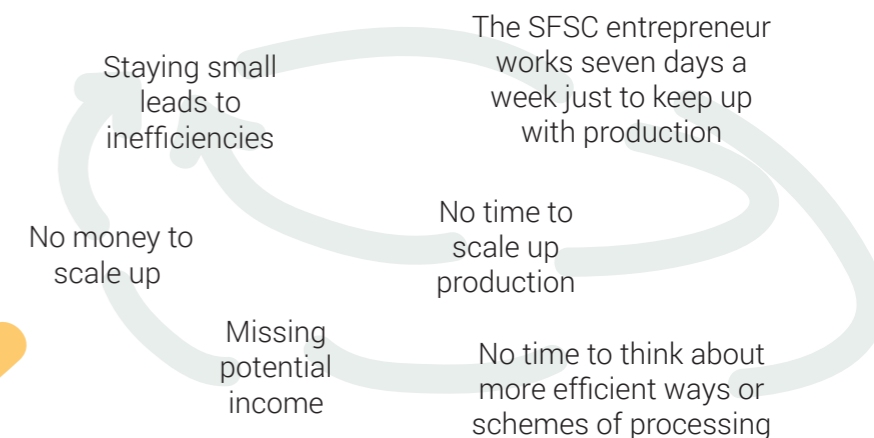 Staying small
leads to
inefficiencies
The SFSC entrepreneur
works seven days a
week just to keep up
with production
No money to
scale up
No time to
scale up
production
Missing
potential
income
No time to think about
more efficient ways or
schemes of processing